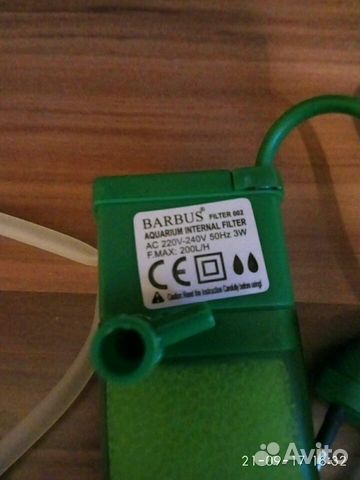 BARBUS® FILTER 002
AQUARIUM INTERNAL FILTER
AC 220V-240V 50Hz 3W
F.MAX: 200L/H
CE
Caution: Read the Instruction Carefully before using!
21-09-17 16:32
Avito